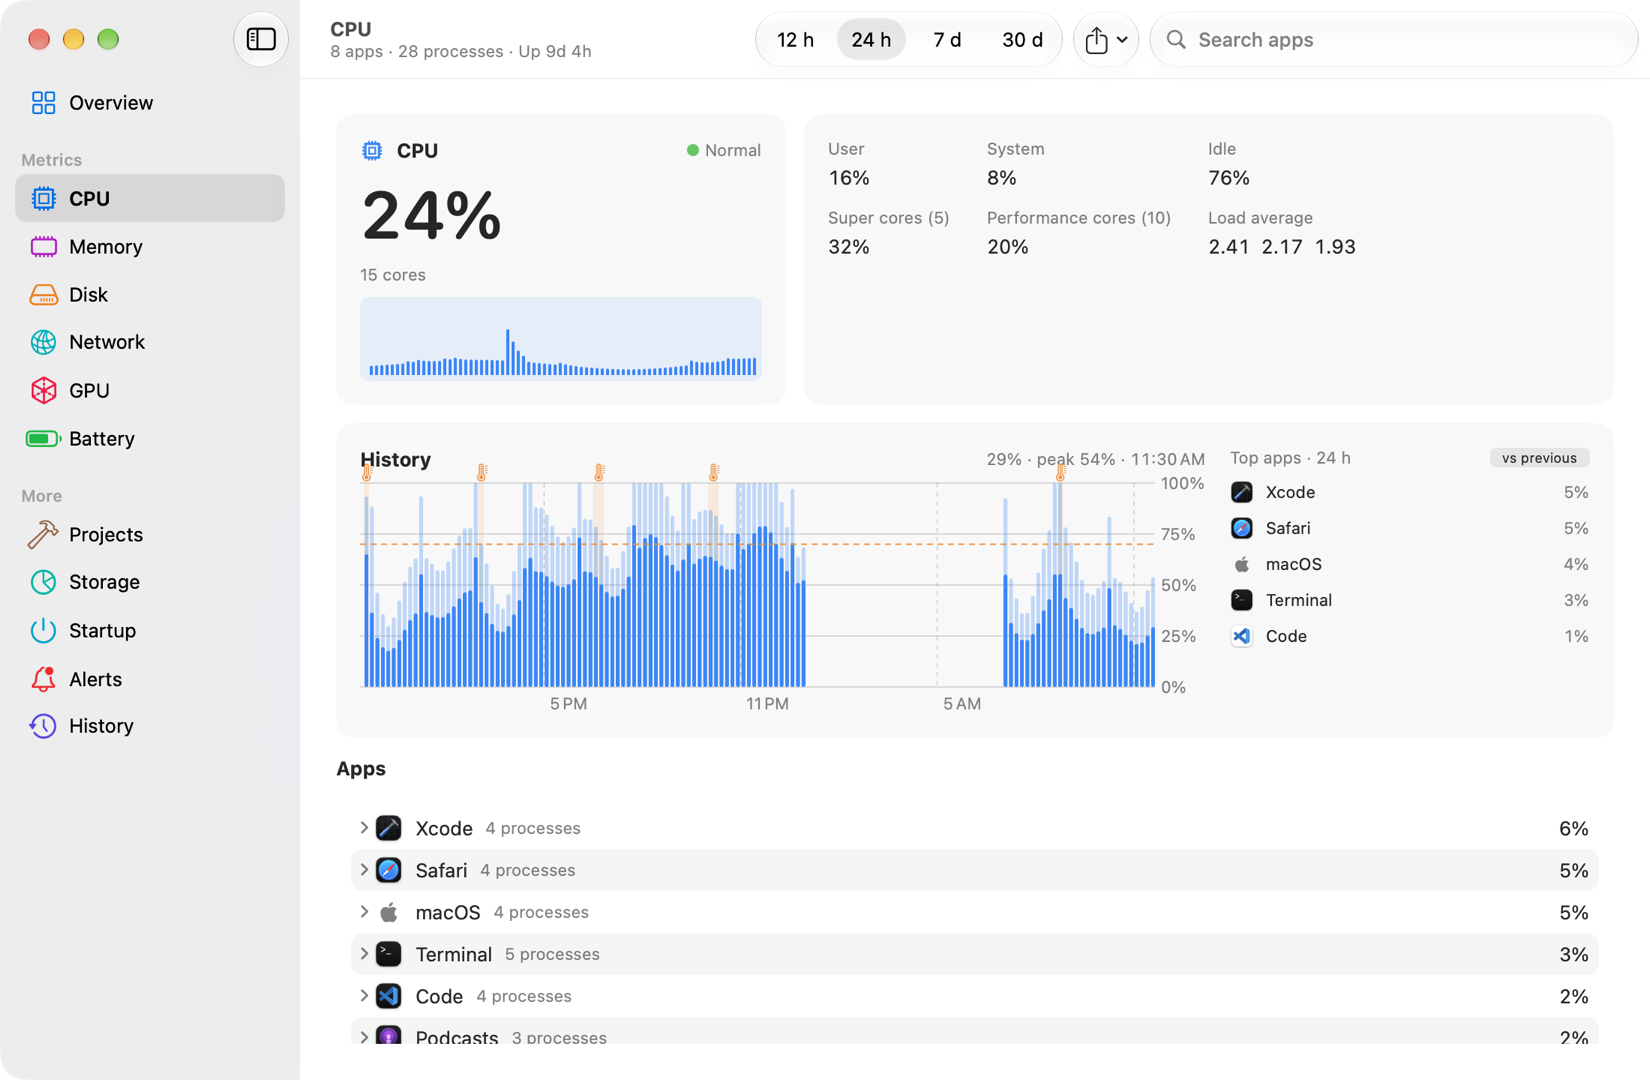 CPU
8 apps · 28 processes · Up 9d 4h
12 h
24 h
7 d
30 d
Search apps
Overview
Metrics
CPU
Memory
Disk
Network
GPU
Battery
More
Projects
Storage
Startup
Alerts
History
CPU
Normal
24%
15 cores
User
16%
System
8%
Idle
76%
Super cores (5)
32%
Performance cores (10)
20%
Load average
2.41 2.17 1.93
History
29% · peak 54% · 11:30 AM
100%
75%
50%
25%
0%
5 PM
11 PM
5 AM
Top apps · 24 h
vs previous
Xcode 5%
Safari 5%
macOS 4%
Terminal 3%
Code 1%
Apps
Xcode 4 processes 6%
Safari 4 processes 5%
macOS 4 processes 5%
Terminal 5 processes 3%
Code 4 processes 2%
Podcasts 3 processes 2%